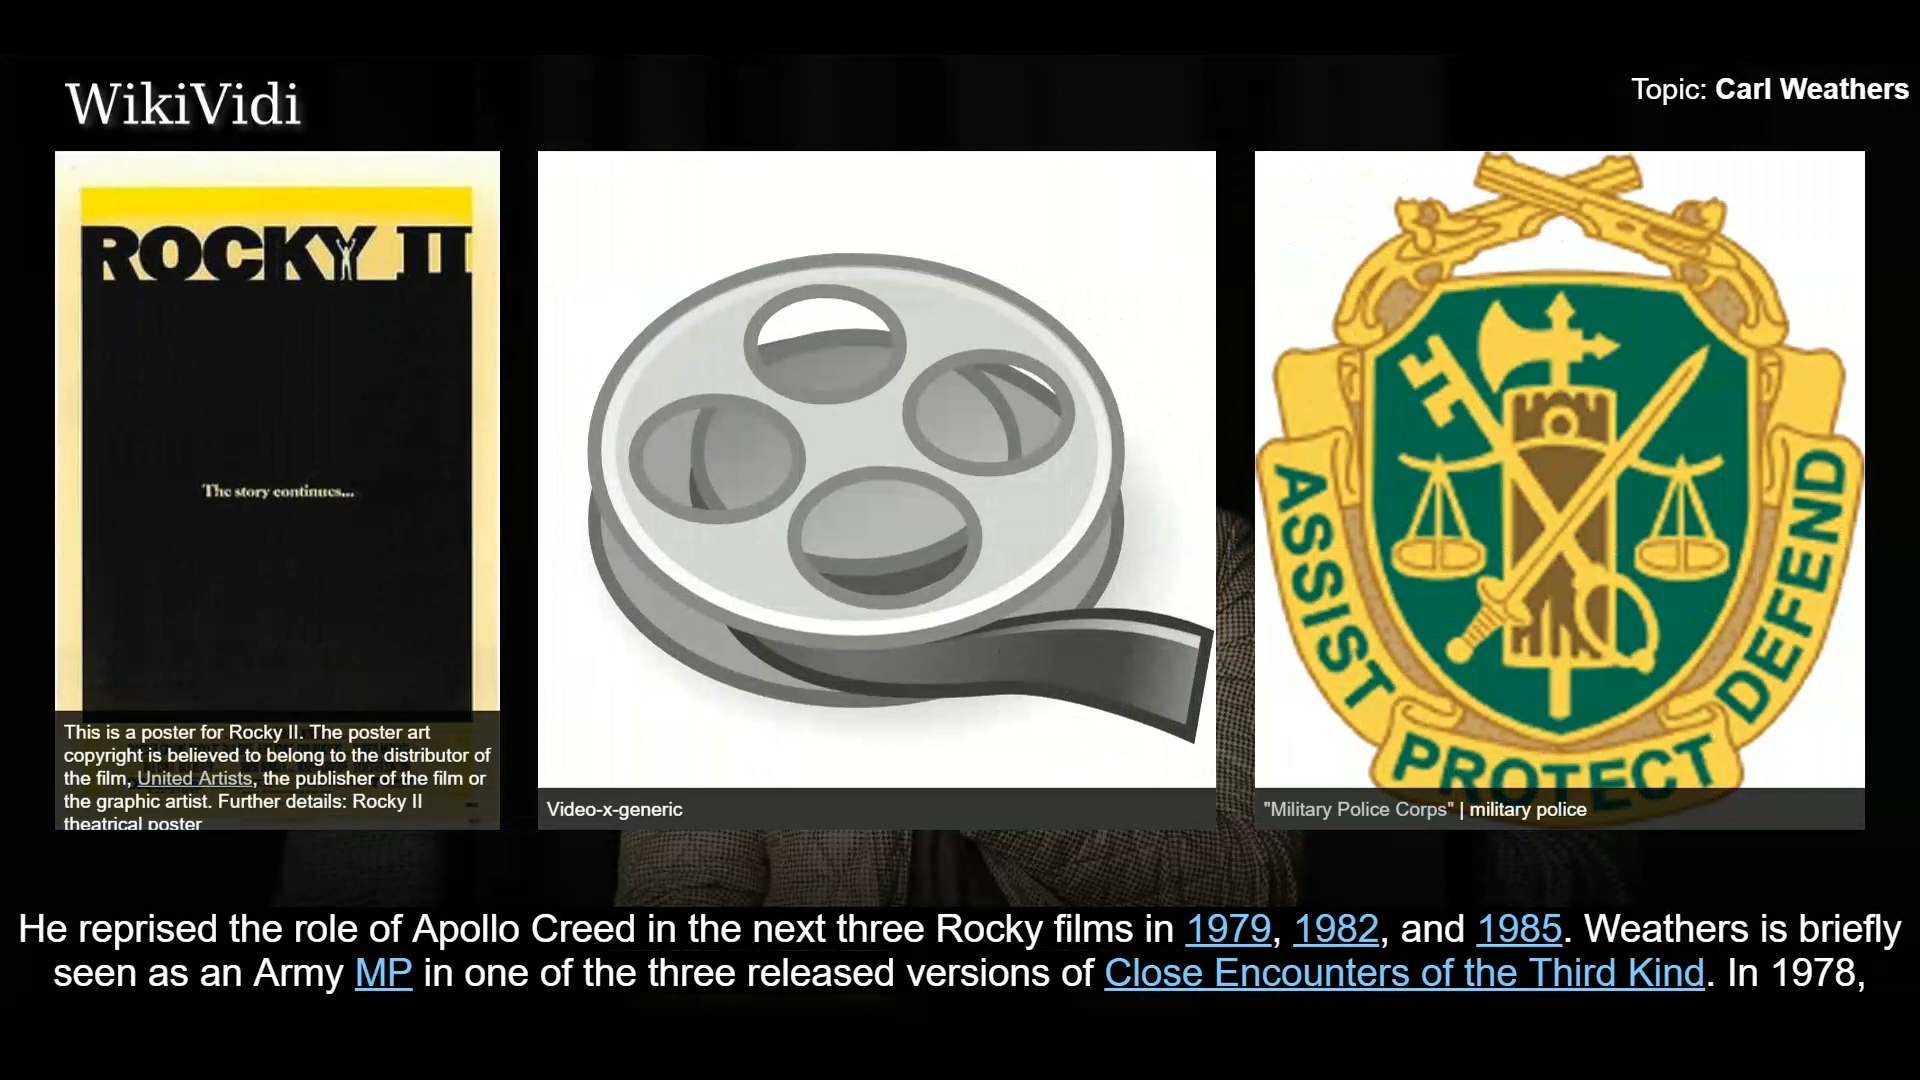 WikiVidi
Topic: Carl Weathers
ROCKY II
The story continues...
This is a poster for Rocky II. The poster art
copyright is believed to belong to the distributor of
the film, United Artists, the publisher of the film or
the graphic artist. Further details: Rocky II
theatrical poster
Video-x-generic
ASSIST
PROTECT
DEFEND
"Military Police Corps" | military police
He reprised the role of Apollo Creed in the next three Rocky films in 1979, 1982, and 1985. Weathers is briefly
seen as an Army MP in one of the three released versions of Close Encounters of the Third Kind. In 1978,